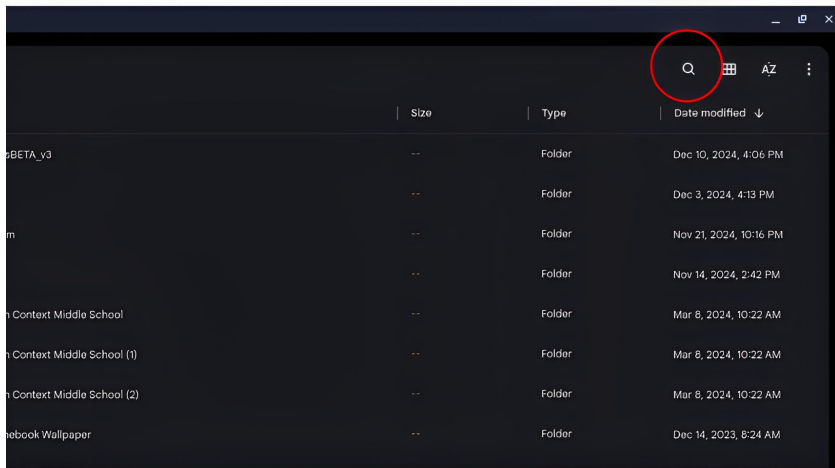 AZ
Size Type Date modified
sBETA_v3 -- Folder Dec 10, 2024, 4:06 PM
-- Folder Dec 3, 2024, 4:13 PM
m -- Folder Nov 21, 2024, 10:16 PM
-- Folder Nov 14, 2024, 2:42 PM
n Context Middle School -- Folder Mar 8, 2024, 10:22 AM
n Context Middle School (1) -- Folder Mar 8, 2024, 10:22 AM
n Context Middle School (2) -- Folder Mar 8, 2024, 10:22 AM
nebook Wallpaper -- Folder Dec 14, 2023, 8:24 AM